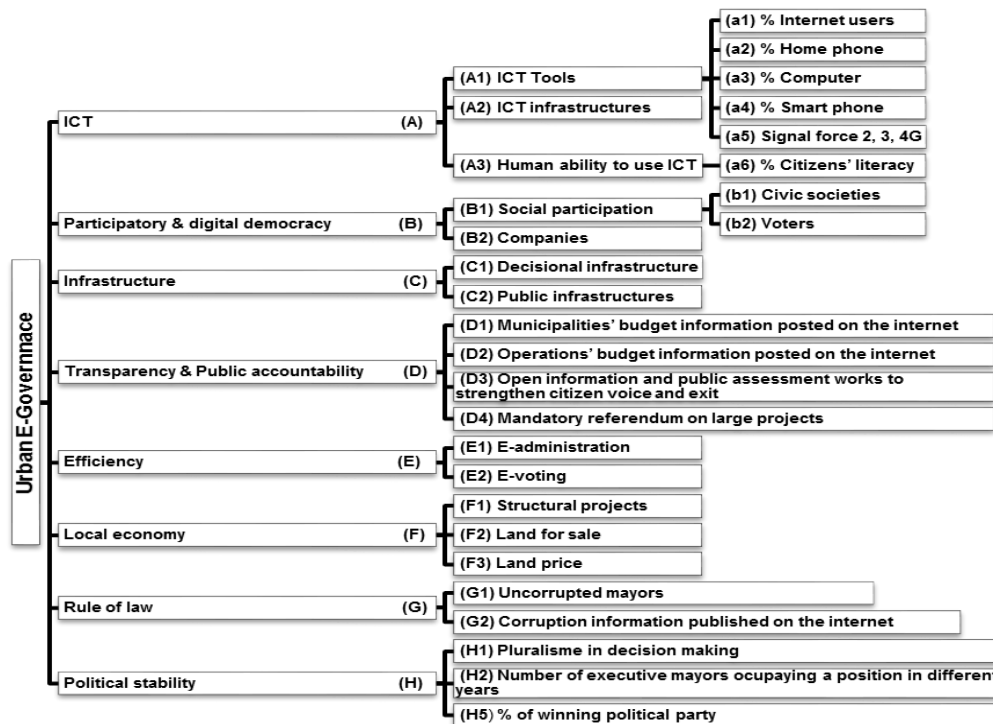 Urban E-Governnace
ICT (A)
(A1) ICT Tools
(a1) % Internet users
(a2) % Home phone
(a3) % Computer
(a4) % Smart phone
(a5) Signal force 2, 3, 4G
(A2) ICT infrastructures
(A3) Human ability to use ICT
(a6) % Citizens’ literacy
Participatory & digital democracy (B)
(B1) Social participation
(b1) Civic societies
(b2) Voters
(B2) Companies
Infrastructure (C)
(C1) Decisional infrastructure
(C2) Public infrastructures
Transparency & Public accountability (D)
(D1) Municipalities’ budget information posted on the internet
(D2) Operations’ budget information posted on the internet
(D3) Open information and public assessment works to
strengthen citizen voice and exit
(D4) Mandatory referendum on large projects
Efficiency (E)
(E1) E-administration
(E2) E-voting
Local economy (F)
(F1) Structural projects
(F2) Land for sale
(F3) Land price
Rule of law (G)
(G1) Uncorrupted mayors
(G2) Corruption information published on the internet
Political stability (H)
(H1) Pluralisme in decision making
(H2) Number of executive mayors ocupaying a position in different
years
(H5) % of winning political party